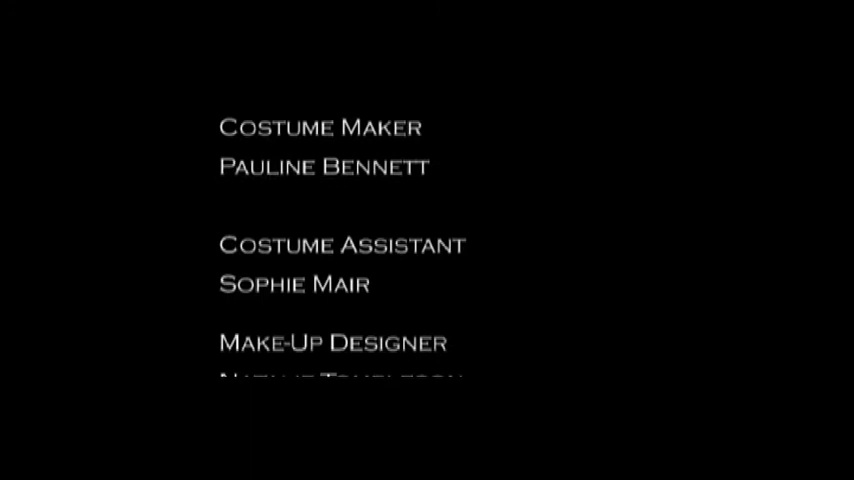 Costume Maker
Pauline Bennett
Costume Assistant
Sophie Mair
Make-Up Designer